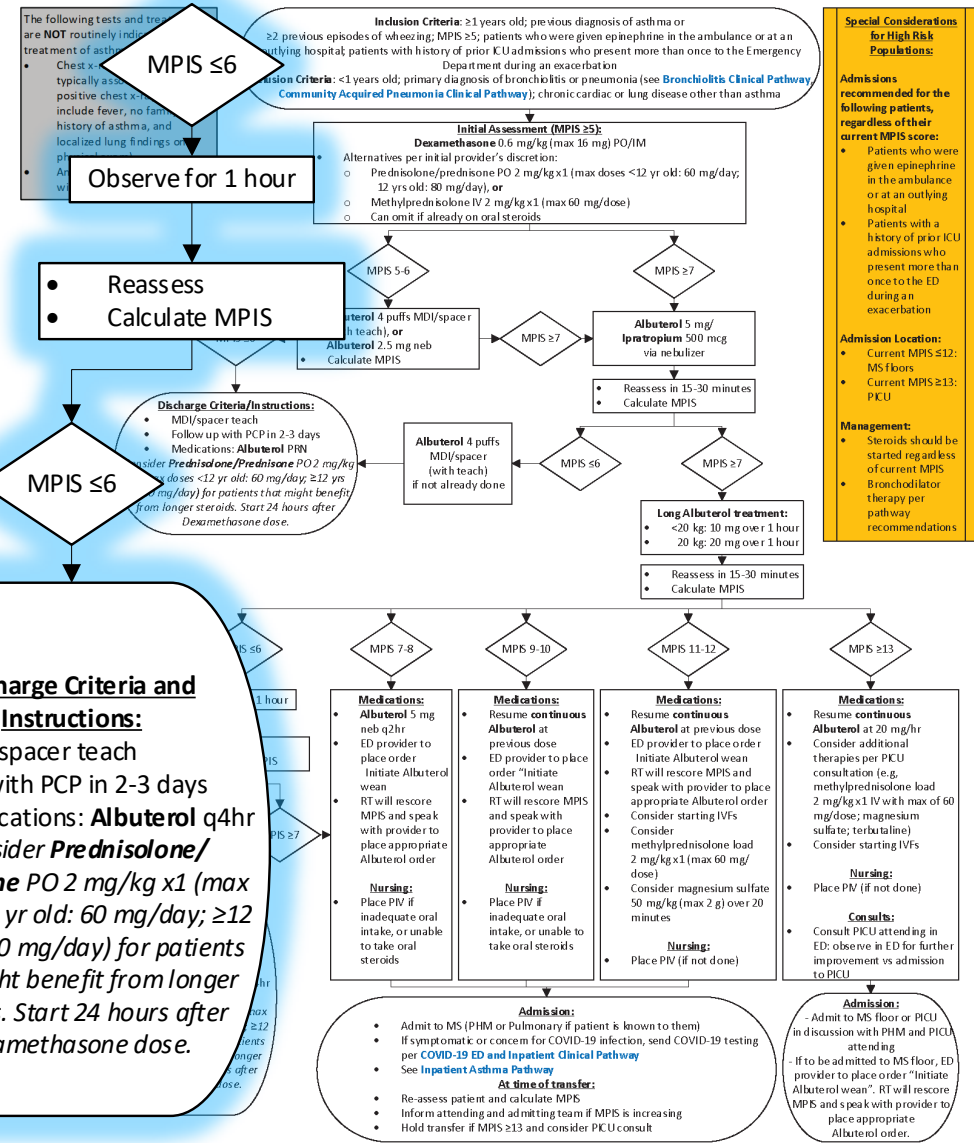 The following tests and trea
are NOT routinely indic
treatment of asthm
Chest x-r
typically asso
positive chest x-r
include fever, no fam
history of asthma, and
localized lung findings on
MPIS ≤6
Observe for 1 hour
• Reassess
• Calculate MPIS
MPIS ≤6
harge Criteria and
Instructions:
spacer teach
with PCP in 2-3 days
ications: Albuterol q4hr
sider Prednisolone/
ne PO 2 mg/kg x1 (max
yr old: 60 mg/day; ≥12
0 mg/day) for patients
ht benefit from longer
. Start 24 hours after
amethasone dose.
Inclusion Criteria: ≥1 years old; previous diagnosis of asthma or
≥2 previous episodes of wheezing; MPIS ≥5; patients who were given epinephrine in the ambulance or at an
outlying hospital; patients with history of prior ICU admissions who present more than once to the Emergency
Department during an exacerbation
clusion Criteria: <1 years old; primary diagnosis of bronchiolitis or pneumonia (see Bronchiolitis Clinical Pathway,
Community Acquired Pneumonia Clinical Pathway); chronic cardiac or lung disease other than asthma
Initial Assessment (MPIS ≥5):
Dexamethasone 0.6 mg/kg (max 16 mg) PO/IM
• Alternatives per initial provider's discretion:
o Prednisolone/prednisone PO 2 mg/kg x1 (max doses <12 yr old: 60 mg/day;
12 yrs old: 80 mg/day), or
o Methylprednisolone IV 2 mg/kg x1 (max 60 mg/dose)
o Can omit if already on oral steroids
MPIS 5-6
MPIS ≥7
uterol 4 puffs MDI/spacer
h teach), or
Albuterol 2.5 mg neb
• Calculate MPIS
MPIS ≥7
Albuterol 5 mg/
Ipratropium 500 mcg
via nebulizer
• Reassess in 15-30 minutes
• Calculate MPIS
Discharge Criteria/Instructions:
• MDI/spacer teach
• Follow up with PCP in 2-3 days
• Medications: Albuterol PRN
nsider Prednisolone/Prednisone PO 2 mg/kg
ax doses <12 yr old: 60 mg/day; ≥12 yrs
0 mg/day) for patients that might benefit
from longer steroids. Start 24 hours after
Dexamethasone dose.
Albuterol 4 puffs
MDI/spacer
(with teach)
if not already done
MPIS ≤6
MPIS ≥7
Long Albuterol treatment:
• <20 kg: 10 mg over 1 hour
• 20 kg: 20 mg over 1 hour
• Reassess in 15-30 minutes
• Calculate MPIS
IS ≤6
1 hour
PIS
PIS ≥7
MPIS 7-8
Medications:
• Albuterol 5 mg
neb q2hr
• ED provider to
place order
Initiate Albuterol
wean
• RT will rescore
MPIS and speak
with provider to
place appropriate
Albuterol order
Nursing:
• Place PIV if
inadequate oral
intake, or unable
to take oral
steroids
MPIS 9-10
Medications:
• Resume continuous
Albuterol at
previous dose
• ED provider to place
order "Initiate
Albuterol wean
• RT will rescore MPIS
and speak with
provider to place
appropriate
Albuterol order
Nursing:
• Place PIV if
inadequate oral
intake, or unable to
take oral steroids
MPIS 11-12
Medications:
• Resume continuous
Albuterol at previous dose
• ED provider to place order
Initiate Albuterol wean
• RT will rescore MPIS and
speak with provider to place
appropriate Albuterol order
• Consider starting IVFs
• Consider
methylprednisolone load
2 mg/kg x1 (max 60 mg/
dose)
• Consider magnesium sulfate
50 mg/kg (max 2 g) over 20
minutes
Nursing:
• Place PIV (if not done)
MPIS ≥13
Medications:
• Resume continuous
Albuterol at 20 mg/hr
• Consider additional
therapies per PICU
consultation (e.g,
methylprednisolone load
2 mg/kg x1 IV with max of 60
mg/dose; magnesium
sulfate; terbutaline)
• Consider starting IVFs
Nursing:
• Place PIV (if not done)
Consults:
• Consult PICU attending in
ED: observe in ED for further
improvement vs admission
to PICU
Admission:
• Admit to MS (PHM or Pulmonary if patient is known to them)
• If symptomatic or concern for COVID-19 infection, send COVID-19 testing
per COVID-19 ED and Inpatient Clinical Pathway
• See Inpatient Asthma Pathway
At time of transfer:
• Re-assess patient and calculate MPIS
• Inform attending and admitting team if MPIS is increasing
• Hold transfer if MPIS ≥13 and consider PICU consult
Admission:
- Admit to MS floor or PICU
in discussion with PHM and PICU
attending
- If to be admitted to MS floor, ED
provider to place order "Initiate
Albuterol wean". RT will rescore
MPIS and speak with provider to
place appropriate
Albuterol order.
Special Considerations
for High Risk
Populations:
Admissions
recommended for the
following patients,
regardless of their
current MPIS score:
• Patients who were
given epinephrine
in the ambulance
or at an outlying
hospital
• Patients with a
history of prior ICU
admissions who
present more than
once to the ED
during an
exacerbation
Admission Location:
• Current MPIS ≤12:
MS floors
• Current MPIS ≥13:
PICU
Management:
• Steroids should be
started regardless
of current MPIS
• Bronchodilator
therapy per
pathway
recommendations